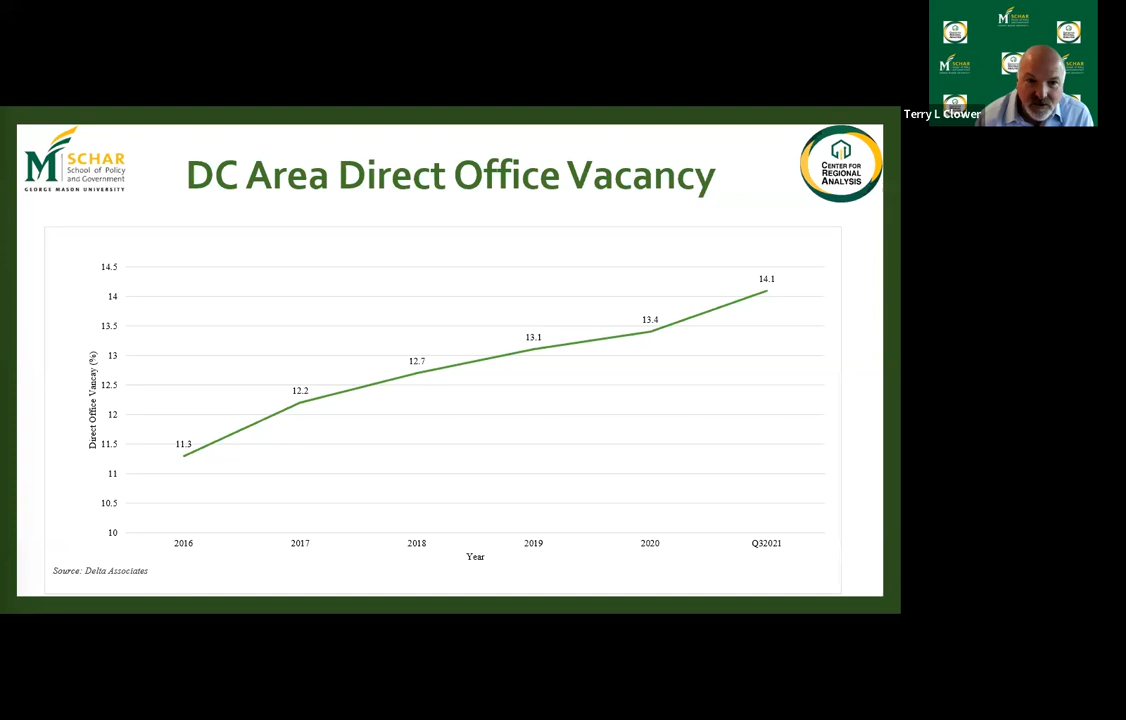 Terry L Clower
M SCHAR
School of Policy
and Government
GEORGE MASON UNIVERSITY
DC Area Direct Office Vacancy
CENTER FOR
REGIONAL
ANALYSIS
Direct Office Vancay (%)
14.5
14
13.5
13
12.5
12
11.5
11
10.5
10
11.3
12.2
12.7
13.1
13.4
14.1
2016 2017 2018 2019 2020 Q32021
Year
Source: Delta Associates